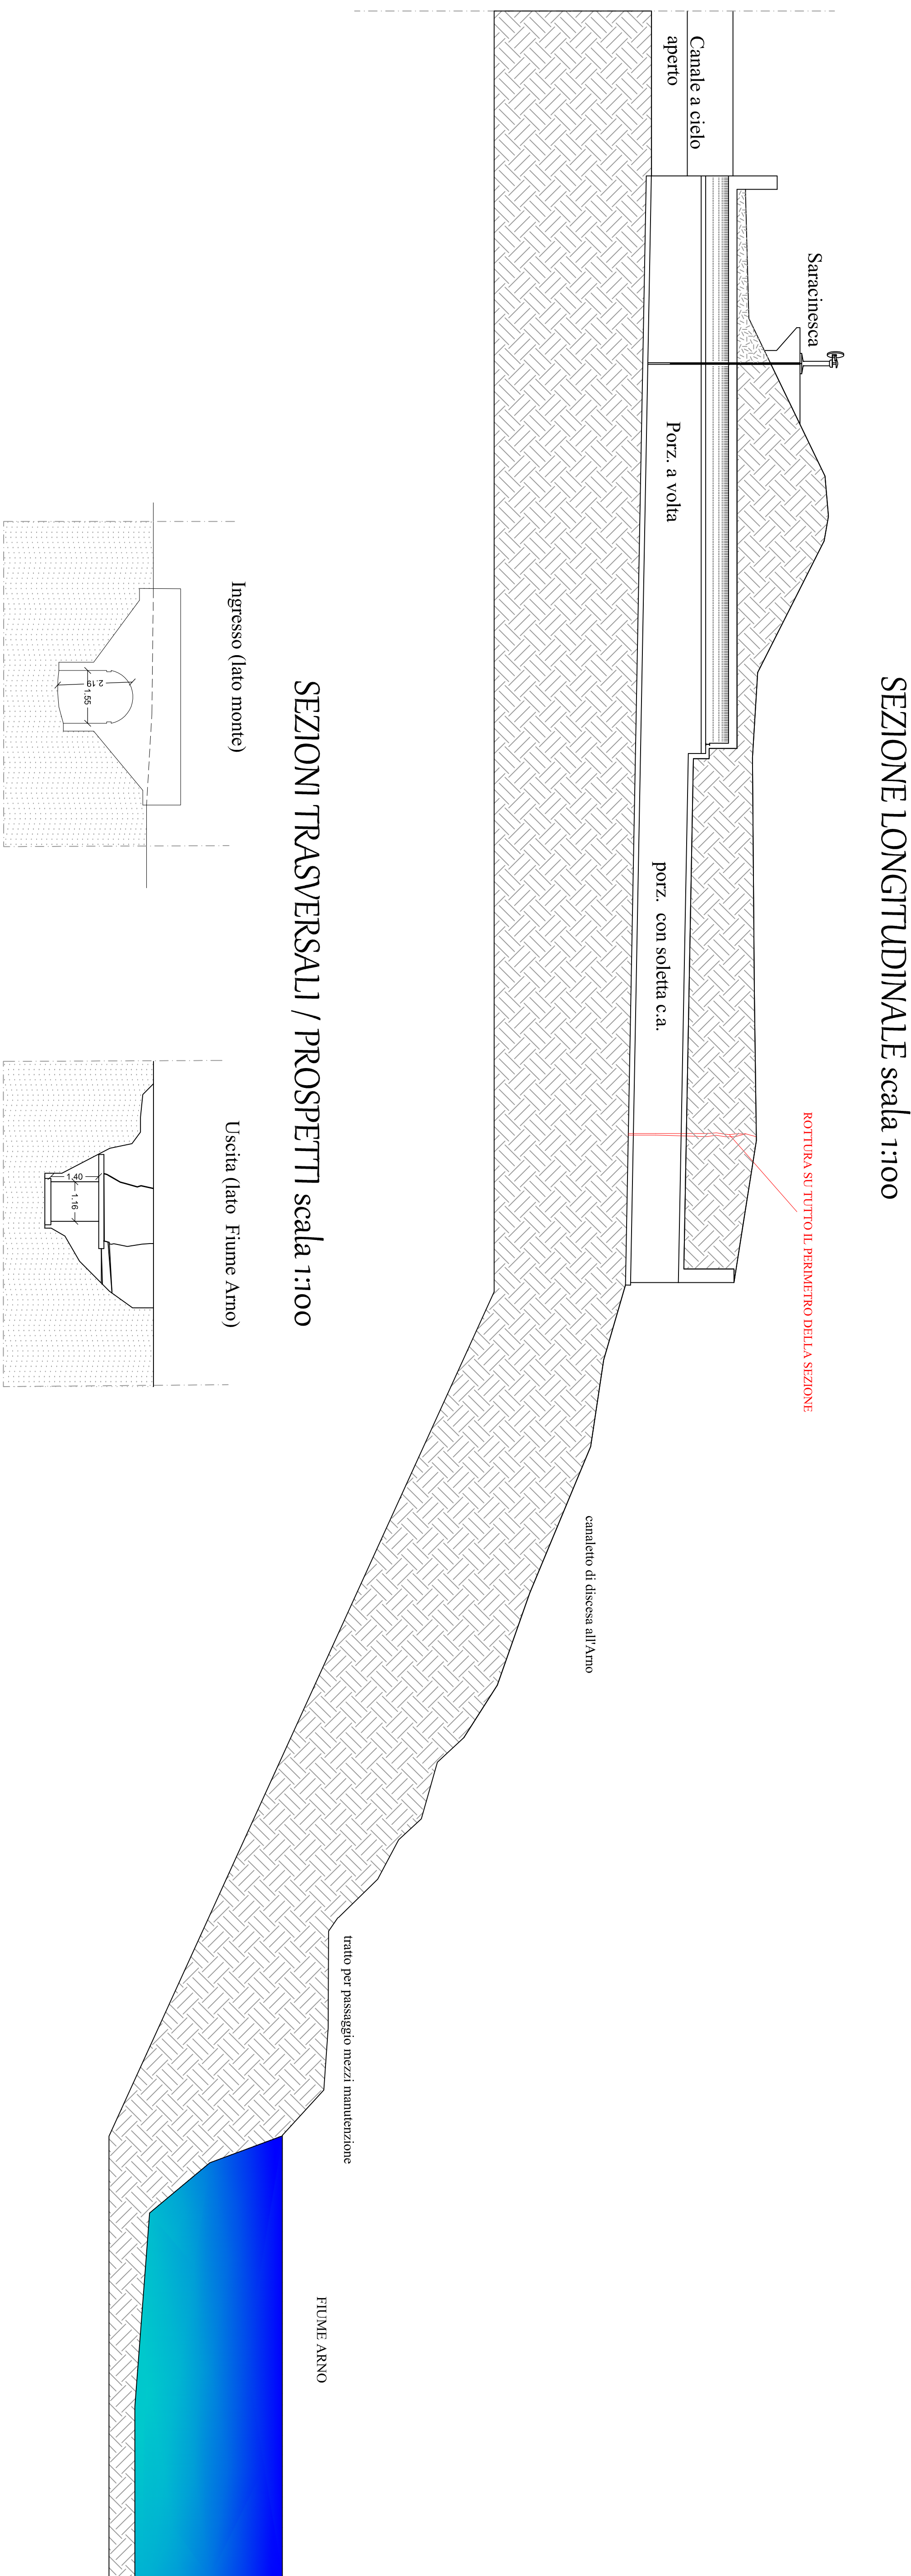 SEZIONE LONGITUDINALE scala 1:100
Canale a cielo
aperto
Saracinesca
Porz. a volta
porz. con soletta c.a.
ROTTURA SU TUTTO IL PERIMETRO DELLA SEZIONE
canaletto di discesa all'Arno
tratto per passaggio mezzi manutenzione
FIUME ARNO
SEZIONI TRASVERSALI / PROSPETTI scala 1:100
Ingresso (lato monte)
2.19
1.55
Uscita (lato Fiume Arno)
1.40
1.16